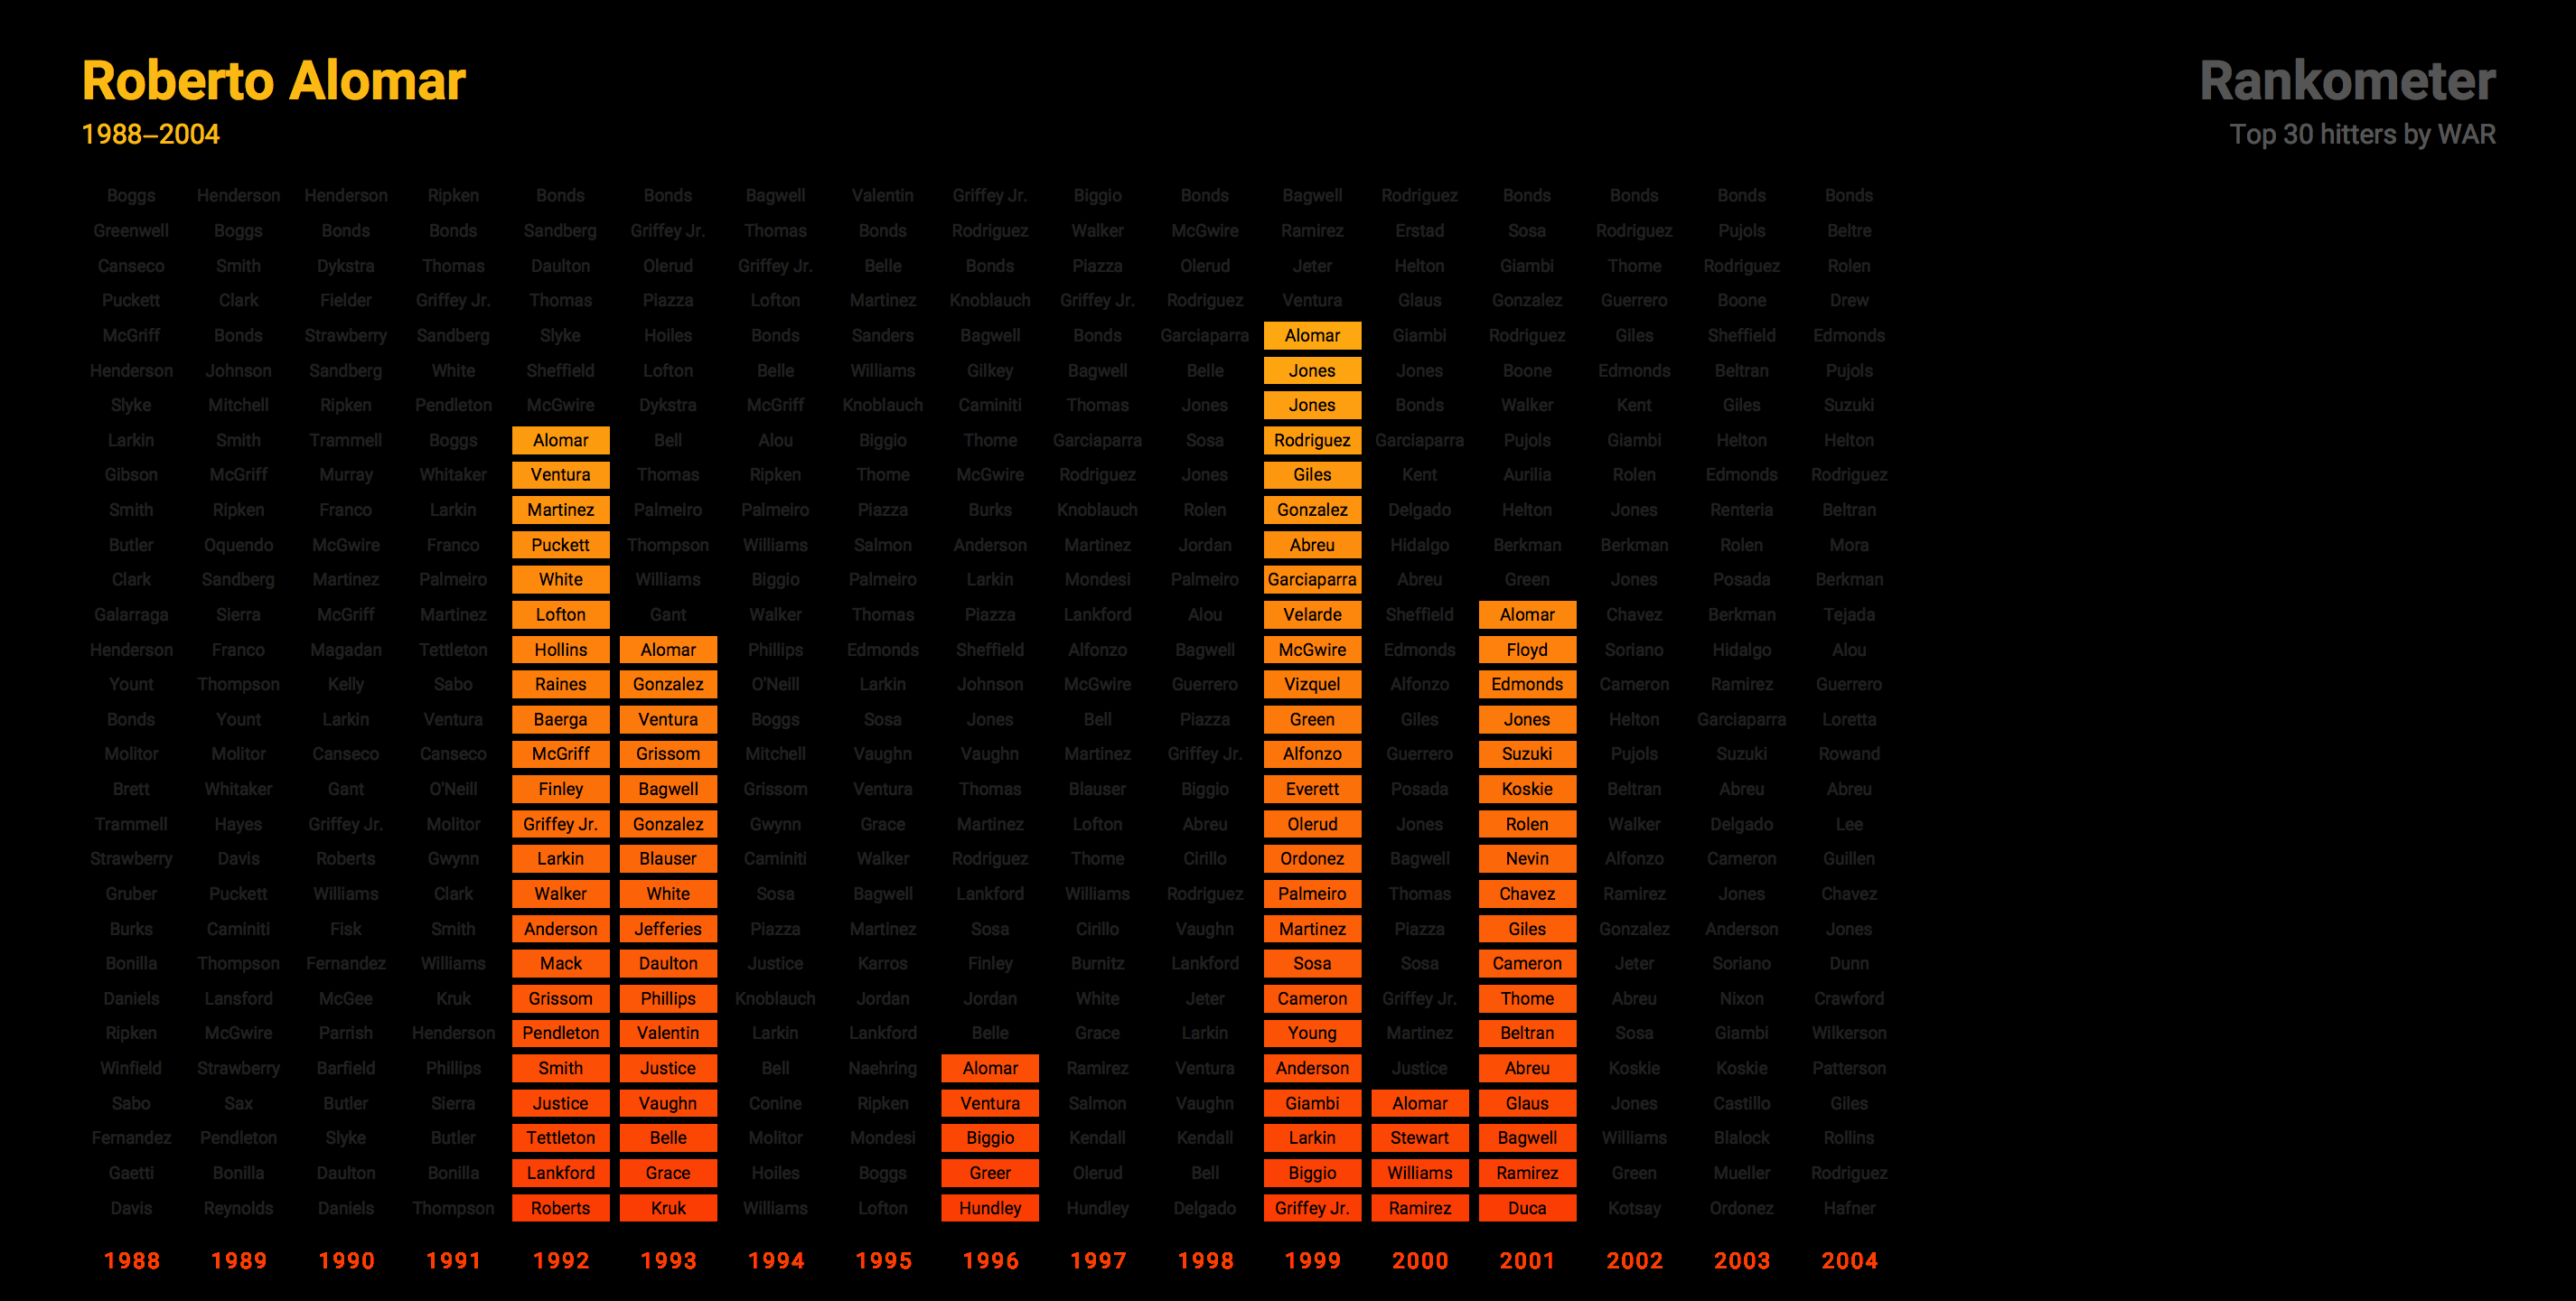 Roberto Alomar
1988–2004
Rankometer
Top 30 hitters by WAR
Boggs Henderson Henderson Ripken Bonds Bonds Bagwell Valentin Griffey Jr. Biggio Bonds Bagwell Rodriguez Bonds Bonds Bonds Bonds
Greenwell Boggs Bonds Bonds Sandberg Griffey Jr. Thomas Bonds Rodriguez Walker McGwire Ramirez Erstad Sosa Rodriguez Pujols Beltre
Canseco Smith Dykstra Thomas Daulton Olerud Griffey Jr. Belle Bonds Piazza Olerud Jeter Helton Giambi Thome Rodriguez Rolen
Puckett Clark Fielder Griffey Jr. Thomas Piazza Lofton Martinez Knoblauch Griffey Jr. Rodriguez Ventura Glaus Gonzalez Guerrero Boone Drew
McGriff Bonds Strawberry Sandberg Slyke Hoiles Bonds Sanders Bagwell Bonds Garciaparra Alomar Giambi Rodriguez Giles Sheffield Edmonds
Henderson Johnson Sandberg White Sheffield Lofton Belle Williams Gilkey Bagwell Belle Jones Jones Boone Edmonds Beltran Pujols
Slyke Mitchell Ripken Pendleton McGwire Dykstra McGriff Knoblauch Caminiti Thomas Jones Jones Bonds Walker Kent Giles Suzuki
Larkin Smith Trammell Boggs Alomar Bell Alou Biggio Thome Garciaparra Sosa Rodriguez Garciaparra Pujols Giambi Helton Helton
Gibson McGriff Murray Whitaker Ventura Thomas Ripken Thome McGwire Rodriguez Jones Giles Kent Aurilia Rolen Edmonds Rodriguez
Smith Ripken Franco Larkin Martinez Palmeiro Palmeiro Piazza Burks Knoblauch Rolen Gonzalez Delgado Helton Jones Renteria Beltran
Butler Oquendo McGwire Franco Puckett Thompson Williams Salmon Anderson Martinez Jordan Abreu Hidalgo Berkman Berkman Rolen Mora
Clark Sandberg Martinez Palmeiro White Williams Biggio Palmeiro Larkin Mondesi Palmeiro Garciaparra Abreu Green Jones Posada Berkman
Galarraga Sierra McGriff Martinez Lofton Gant Walker Thomas Piazza Lankford Alou Velarde Sheffield Alomar Chavez Berkman Tejada
Henderson Franco Magadan Tettleton Hollins Alomar Phillips Edmonds Sheffield Alfonzo Bagwell McGwire Edmonds Floyd Soriano Hidalgo Alou
Yount Thompson Kelly Sabo Raines Gonzalez O'Neill Larkin Johnson McGwire Guerrero Vizquel Alfonzo Edmonds Cameron Ramirez Guerrero
Bonds Yount Larkin Ventura Baerga Ventura Boggs Sosa Jones Bell Piazza Green Giles Jones Helton Garciaparra Loretta
Molitor Molitor Canseco Canseco McGriff Grissom Mitchell Vaughn Vaughn Martinez Griffey Jr. Alfonzo Guerrero Suzuki Pujols Suzuki Rowand
Brett Whitaker Gant O'Neill Finley Bagwell Grissom Ventura Thomas Blauser Biggio Everett Posada Koskie Beltran Abreu Abreu
Trammell Hayes Griffey Jr. Molitor Griffey Jr. Gonzalez Gwynn Grace Martinez Lofton Abreu Olerud Jones Rolen Walker Delgado Lee
Strawberry Davis Roberts Gwynn Larkin Blauser Caminiti Walker Rodriguez Thome Cirillo Ordonez Bagwell Nevin Alfonzo Cameron Guillen
Gruber Puckett Williams Clark Walker White Sosa Bagwell Lankford Williams Rodriguez Palmeiro Thomas Chavez Ramirez Jones Chavez
Burks Caminiti Fisk Smith Anderson Jefferies Piazza Martinez Sosa Cirillo Vaughn Martinez Piazza Giles Gonzalez Anderson Jones
Bonilla Thompson Fernandez Williams Mack Daulton Justice Karros Finley Burnitz Lankford Sosa Sosa Cameron Jeter Soriano Dunn
Daniels Lansford McGee Kruk Grissom Phillips Knoblauch Jordan Jordan White Jeter Cameron Griffey Jr. Thome Abreu Nixon Crawford
Ripken McGwire Parrish Henderson Pendleton Valentin Larkin Lankford Belle Grace Larkin Young Martinez Beltran Sosa Giambi Wilkerson
Winfield Strawberry Barfield Phillips Smith Justice Bell Naehring Alomar Ramirez Ventura Anderson Justice Abreu Koskie Koskie Patterson
Sabo Sax Butler Sierra Justice Vaughn Conine Ripken Ventura Salmon Vaughn Giambi Alomar Glaus Jones Castillo Giles
Fernandez Pendleton Slyke Butler Tettleton Belle Molitor Mondesi Biggio Kendall Kendall Larkin Stewart Bagwell Williams Blalock Rollins
Gaetti Bonilla Daulton Bonilla Lankford Grace Hoiles Boggs Greer Olerud Bell Biggio Williams Ramirez Green Mueller Rodriguez
Davis Reynolds Daniels Thompson Roberts Kruk Williams Lofton Hundley Hundley Delgado Griffey Jr. Ramirez Duca Kotsay Ordonez Hafner
1988 1989 1990 1991 1992 1993 1994 1995 1996 1997 1998 1999 2000 2001 2002 2003 2004